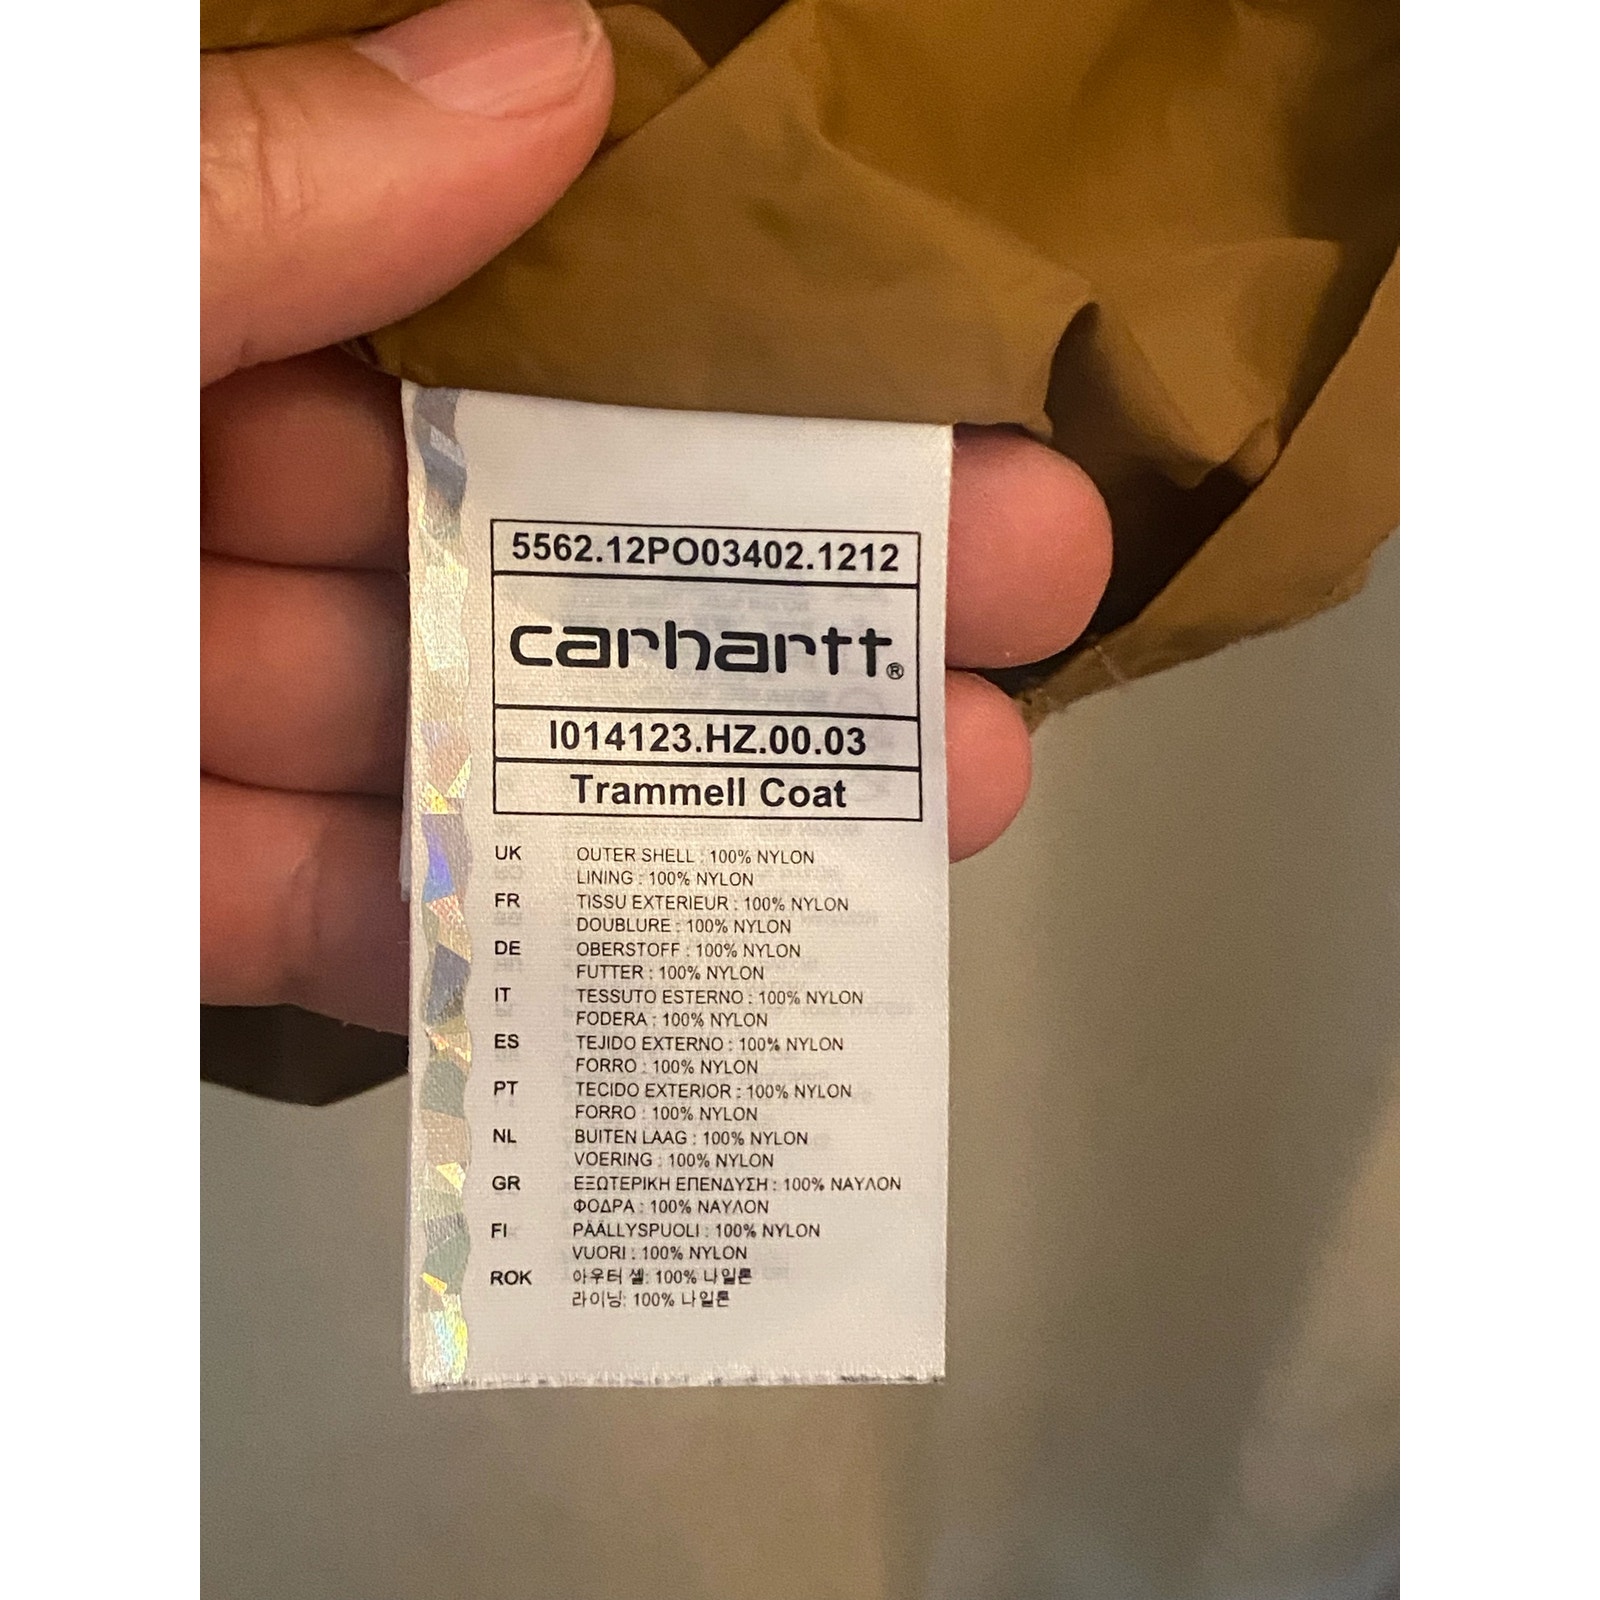 5562.12PO03402.1212
carhartt®
I014123.HZ.00.03
Trammell Coat
UK OUTER SHELL : 100% NYLON
LINING : 100% NYLON
FR TISSU EXTERIEUR : 100% NYLON
DOUBLURE : 100% NYLON
DE OBERSTOFF : 100% NYLON
FUTTER : 100% NYLON
IT TESSUTO ESTERNO : 100% NYLON
FODERA : 100% NYLON
ES TEJIDO EXTERNO : 100% NYLON
FORRO : 100% NYLON
PT TECIDO EXTERIOR : 100% NYLON
FORRO : 100% NYLON
NL BUITEN LAAG : 100% NYLON
VOERING : 100% NYLON
GR ΕΞΩΤΕΡΙΚΗ ΕΠΕΝΔΥΣΗ : 100% ΝΑΥΛΟΝ
ΦΟΔΡΑ : 100% ΝΑΥΛΟΝ
FI PÄÄLLYSPUOLI : 100% NYLON
VUORI : 100% NYLON
ROK 아우터 셸: 100% 나일론
라이닝: 100% 나일론